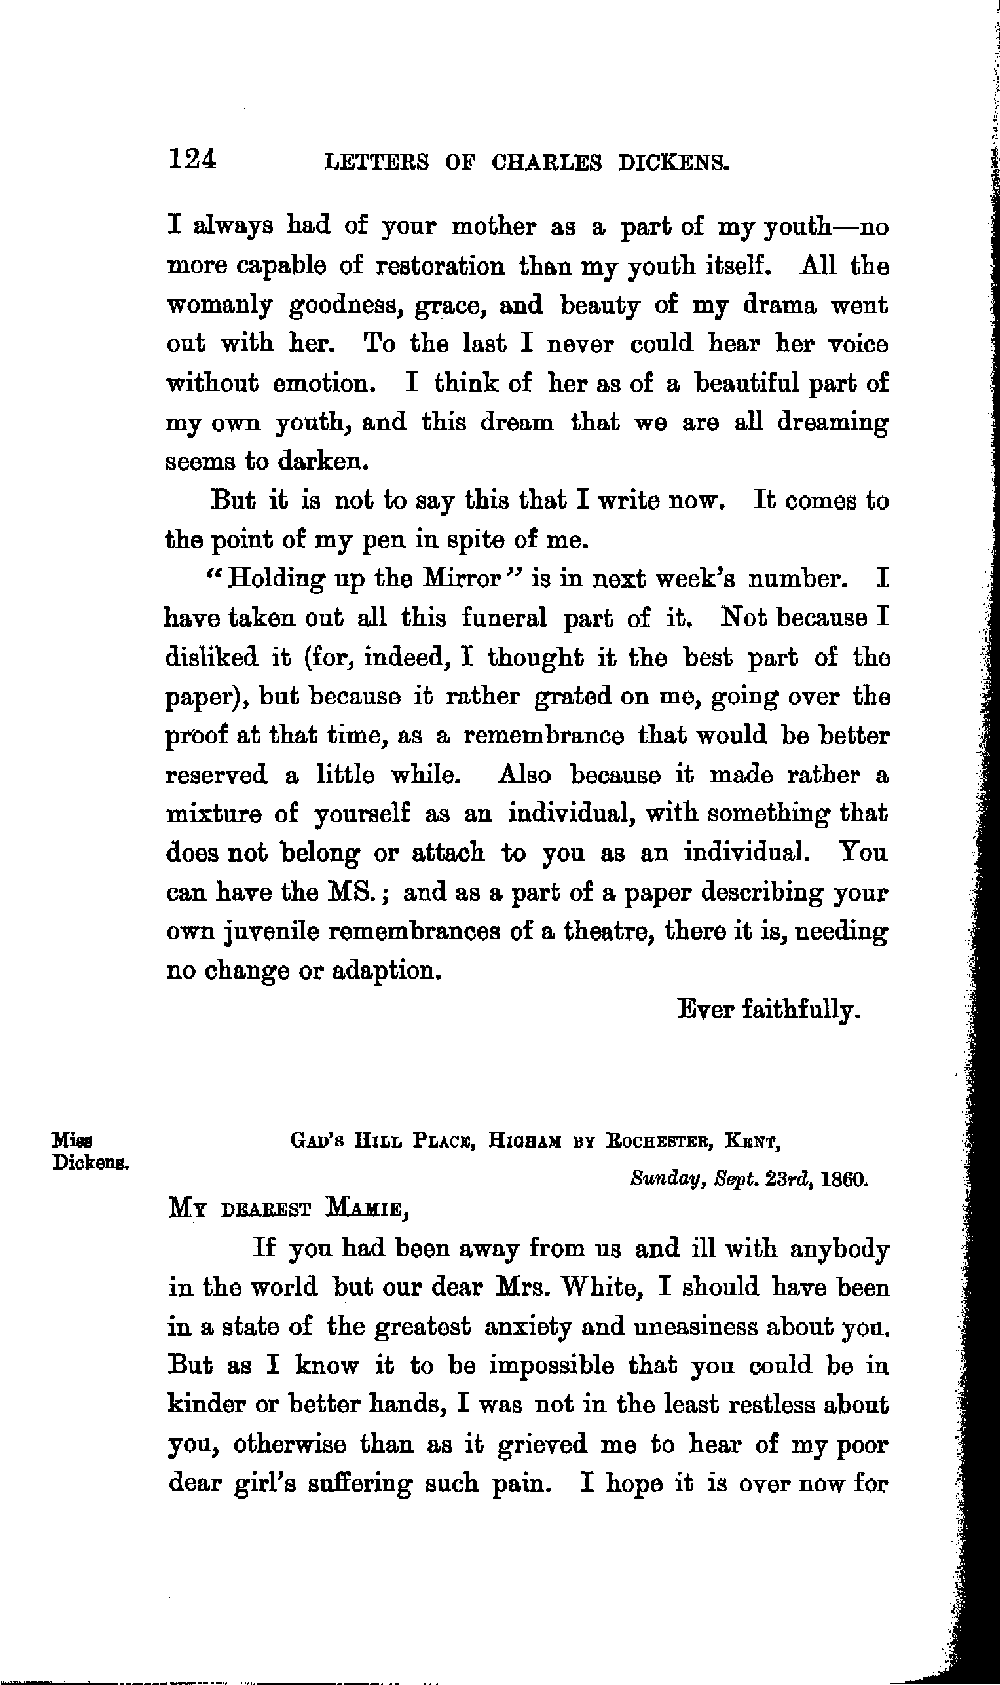 124 LETTERS OF CHARLES DICKENS.
I always had of your mother as a part of my youth—no
more capable of restoration than my youth itself. All the
womanly goodness, grace, and beauty of my drama went
out with her. To the last I never could hear her voice
without emotion. I think of her as of a beautiful part of
my own youth, and this dream that we are all dreaming
seems to darken.
But it is not to say this that I write now. It comes to
the point of my pen in spite of me.
“Holding up the Mirror” is in next week’s number. I
have taken out all this funeral part of it. Not because I
disliked it (for, indeed, I thought it the best part of the
paper), but because it rather grated on me, going over the
proof at that time, as a remembrance that would be better
reserved a little while. Also because it made rather a
mixture of yourself as an individual, with something that
does not belong or attach to you as an individual. You
can have the MS.; and as a part of a paper describing your
own juvenile remembrances of a theatre, there it is, needing
no change or adaption.
Ever faithfully.
Miss
Dickens.
GAD’S HILL PLACE, HIGHAM BY ROCHESTER, KENT,
Sunday, Sept. 23rd, 1860.
MY DEAREST MAMIE,
If you had been away from us and ill with anybody
in the world but our dear Mrs. White, I should have been
in a state of the greatest anxiety and uneasiness about you.
But as I know it to be impossible that you could be in
kinder or better hands, I was not in the least restless about
you, otherwise than as it grieved me to hear of my poor
dear girl’s suffering such pain. I hope it is over now for